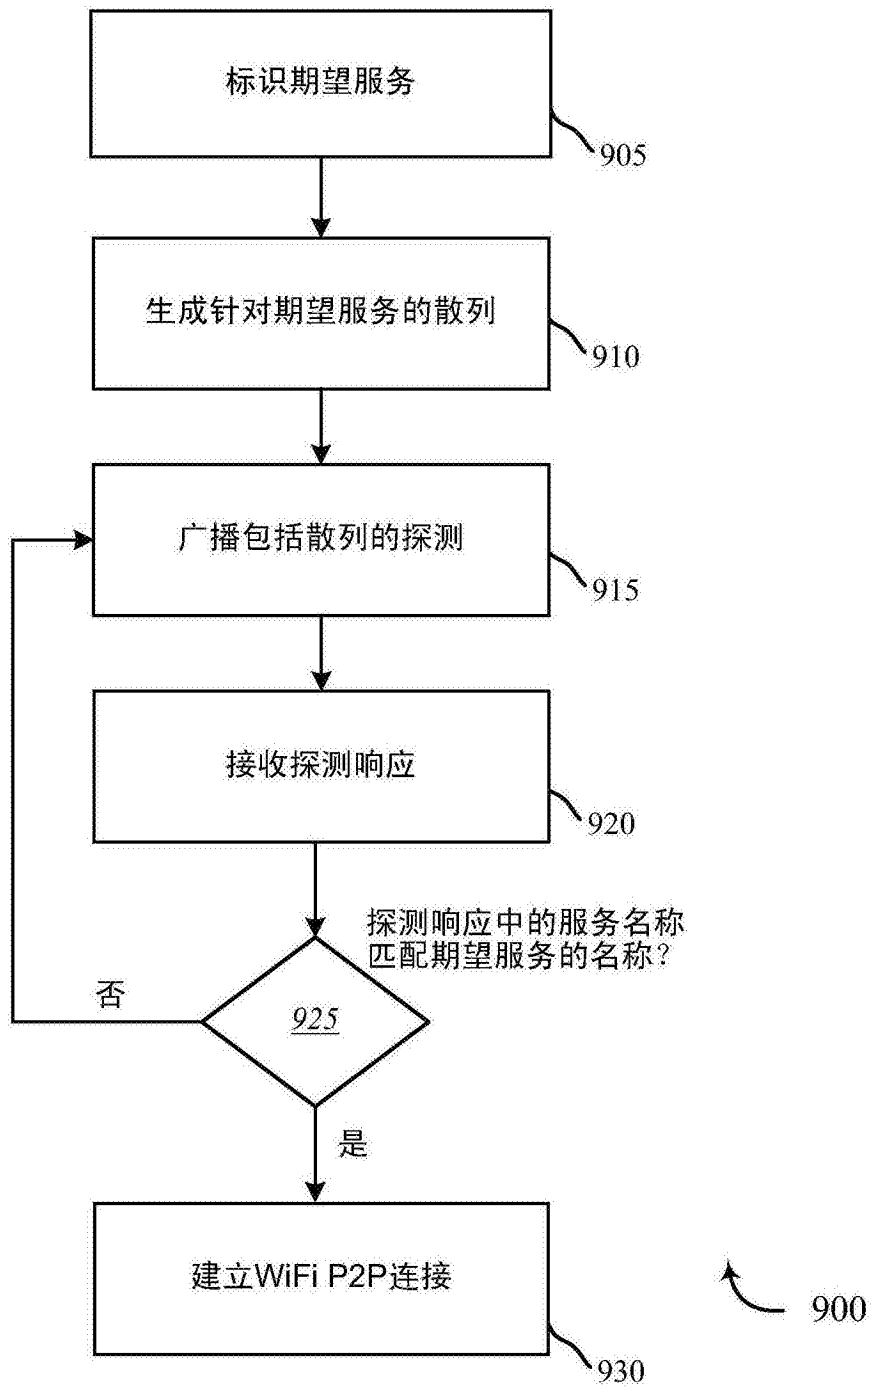 标识期望服务
905
生成针对期望服务的散列
910
广播包括散列的探测
915
接收探测响应
920
探测响应中的服务名称
匹配期望服务的名称？
否
925
是
建立WiFi P2P连接
900
930